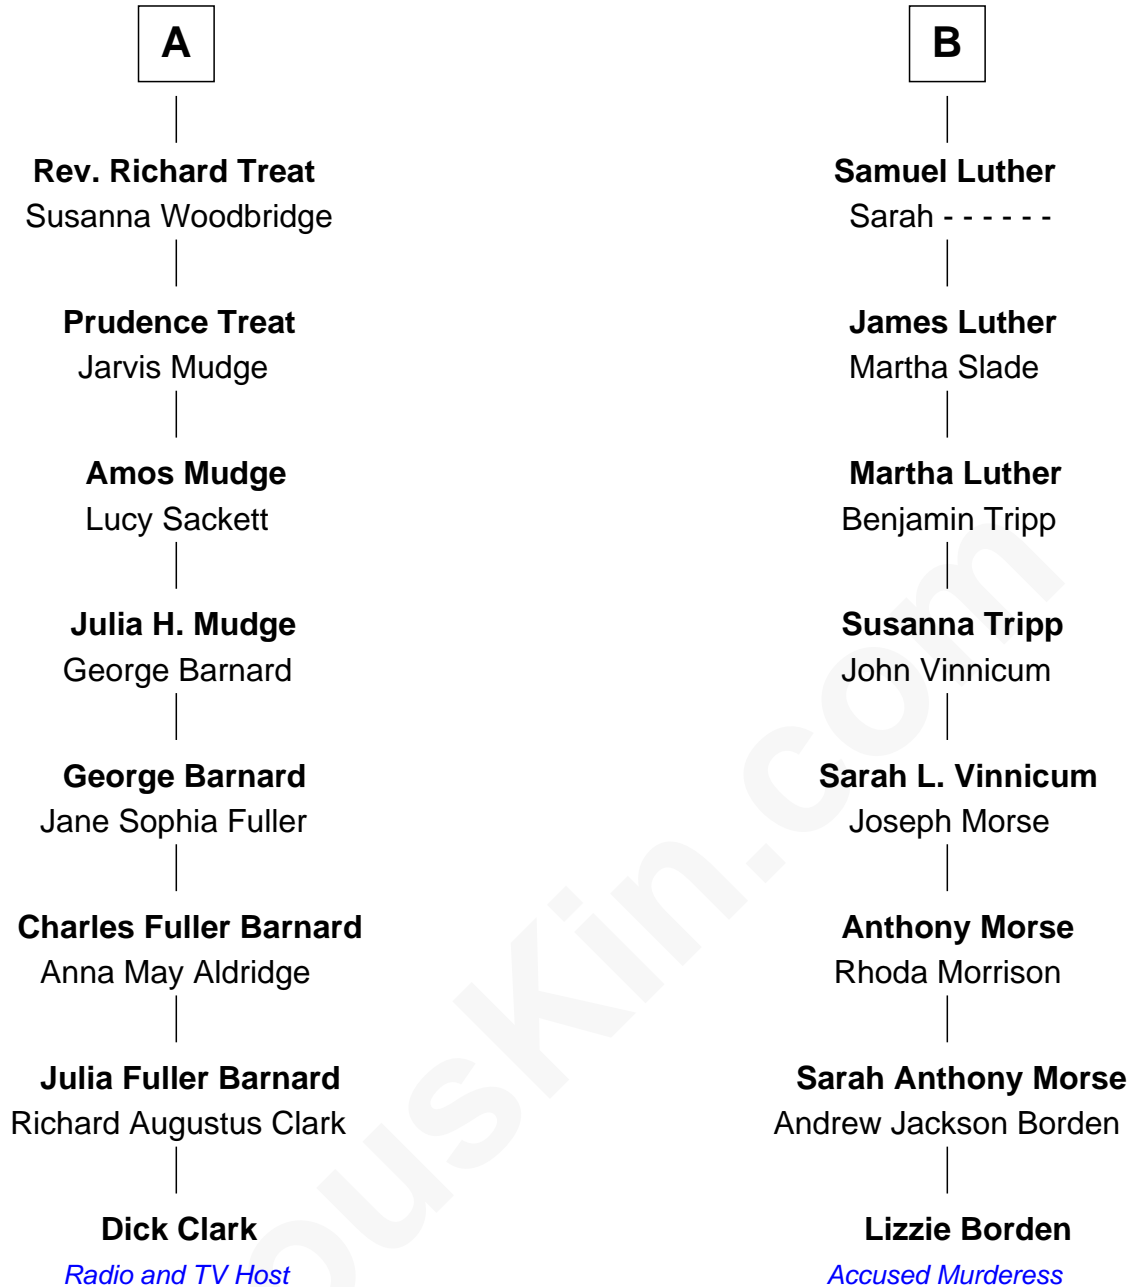 A
Rev. Richard Treat
Susanna Woodbridge
Prudence Treat
Jarvis Mudge
Amos Mudge
Lucy Sackett
Julia H. Mudge
George Barnard
George Barnard
Jane Sophia Fuller
Charles Fuller Barnard
Anna May Aldridge
Julia Fuller Barnard
Richard Augustus Clark
Dick Clark
Radio and TV Host
B
Samuel Luther
Sarah - - - - - -
James Luther
Martha Slade
Martha Luther
Benjamin Tripp
Susanna Tripp
John Vinnicum
Sarah L. Vinnicum
Joseph Morse
Anthony Morse
Rhoda Morrison
Sarah Anthony Morse
Andrew Jackson Borden
Lizzie Borden
Accused Murderess
ousKin.com